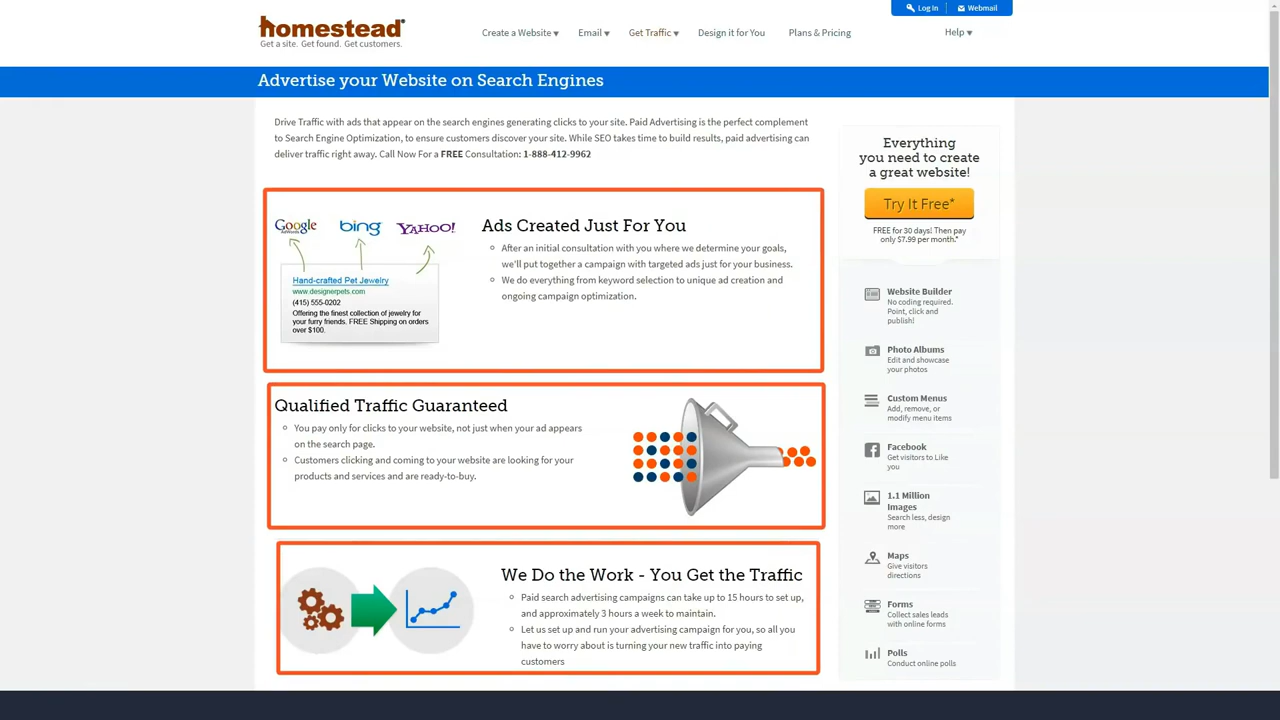 Log In
Webmail
homestead
Get a site. Get found. Get customers.
Create a Website
Email
Get Traffic
Design it for You
Plans & Pricing
Help
Advertise your Website on Search Engines
Drive Traffic with ads that appear on the search engines generating clicks to your site. Paid Advertising is the perfect complement
to Search Engine Optimization, to ensure customers discover your site. While SEO takes time to build results, paid advertising can
deliver traffic right away. Call Now For a FREE Consultation: 1-888-412-9962
Google
AdWords
bing
YAHOO!
Hand-crafted Pet Jewelry
www.designerpets.com
(415) 555-0202
Offering the finest collection of jewelry for
your furry friends. FREE Shipping on orders
over $100.
Ads Created Just For You
After an initial consultation with you where we determine your goals,
we'll put together a campaign with targeted ads just for your business.
We do everything from keyword selection to unique ad creation and
ongoing campaign optimization.
Qualified Traffic Guaranteed
You pay only for clicks to your website, not just when your ad appears
on the search page.
Customers clicking and coming to your website are looking for your
products and services and are ready-to-buy.
We Do the Work - You Get the Traffic
Paid search advertising campaigns can take up to 15 hours to set up,
and approximately 3 hours a week to maintain.
Let us set up and run your advertising campaign for you, so all you
have to worry about is turning your new traffic into paying
customers
Everything
you need to create
a great website!
Try It Free*
FREE for 30 days! Then pay
only $7.99 per month.*
Website Builder
No coding required.
Point, click and
publish!
Photo Albums
Edit and showcase
your photos
Custom Menus
Add, remove, or
modify menu items
Facebook
Get visitors to Like
you
1.1 Million
Images
Search less, design
more
Maps
Give visitors
directions
Forms
Collect sales leads
with online forms
Polls
Conduct online polls